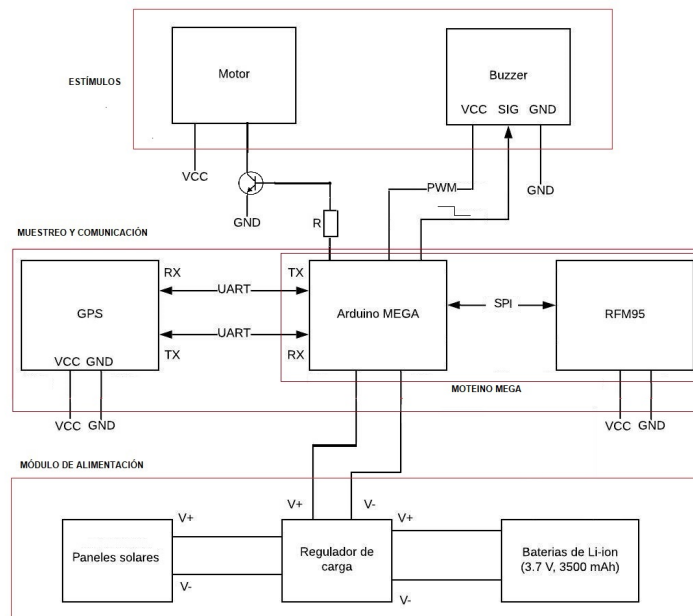 ESTÍMULOS
Motor
Buzzer
VCC SIG GND
VCC
GND
PWM
GND
R
MUESTREO Y COMUNICACIÓN
RX
TX
UART
GPS
Arduino MEGA
SPI
RFM95
UART
TX
RX
VCC GND
MOTEINO MEGA
VCC GND
VCC GND
MÓDULO DE ALIMENTACIÓN
V+
V-
V+
V+
Paneles solares
Regulador de
carga
Baterias de Li-ion
(3.7 V, 3500 mAh)
V-
V-